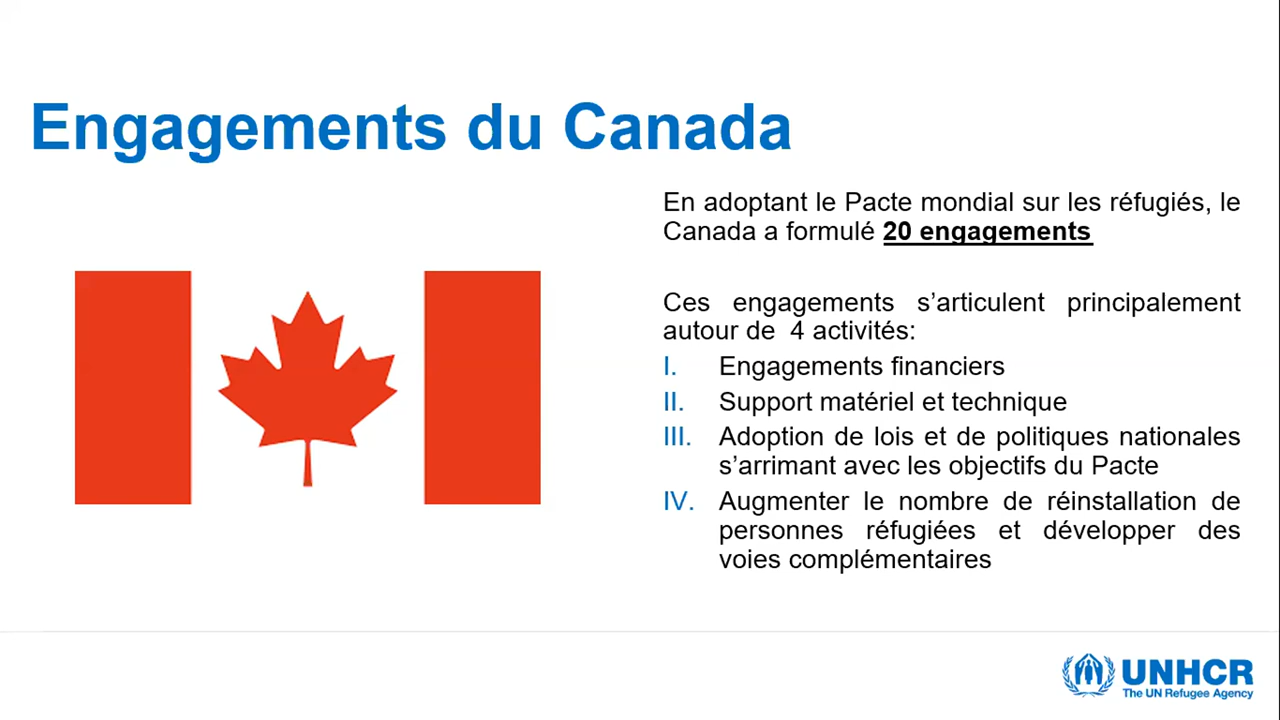 Engagements du Canada
En adoptant le Pacte mondial sur les réfugiés, le
Canada a formulé 20 engagements
Ces engagements s’articulent principalement
autour de 4 activités:
I. Engagements financiers
II. Support matériel et technique
III. Adoption de lois et de politiques nationales
s’arrimant avec les objectifs du Pacte
IV. Augmenter le nombre de réinstallation de
personnes réfugiées et développer des
voies complémentaires
UNHCR
The UN Refugee Agency